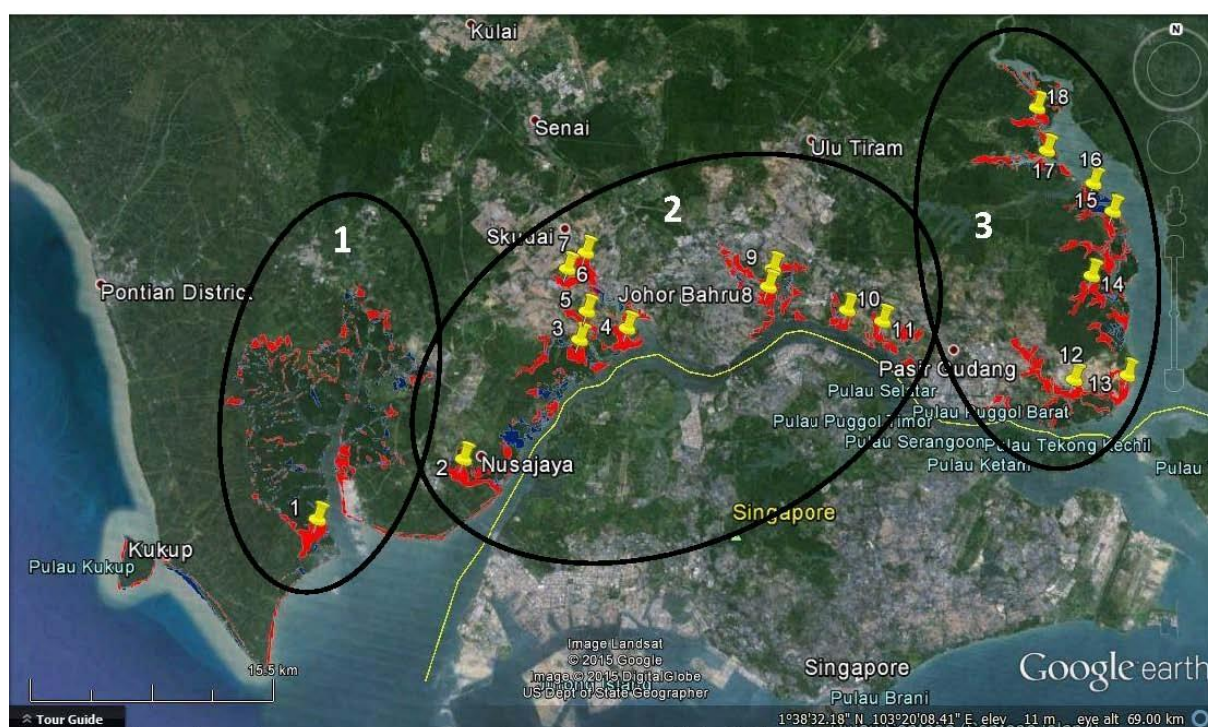 Kulai
N
Senai
18
Ulu Tiram
17
16
15
1
2
3
Skudai
7
6
9
Pontian District
5
Johor Bahru
8
14
3
4
10
11
Pasir Gudang
12
13
Pulau Seletar
Pulau Puggol Barat
Pulau Puggol Timor
Pulau Serangoon
Pulau Tekong Kechil
Pulau Ketam
Pulau
2
Nusajaya
1
Singapore
Kukup
Pulau Kukup
15.5 km
Image Landsat
© 2015 Google
Image © 2015 DigitalGlobe
US Dept of State Geographer
Singapore
Google earth
Pulau Brani
Tour Guide
1°38'32.18" N 103°20'08.41" E elev 11 m eye alt 69.00 km